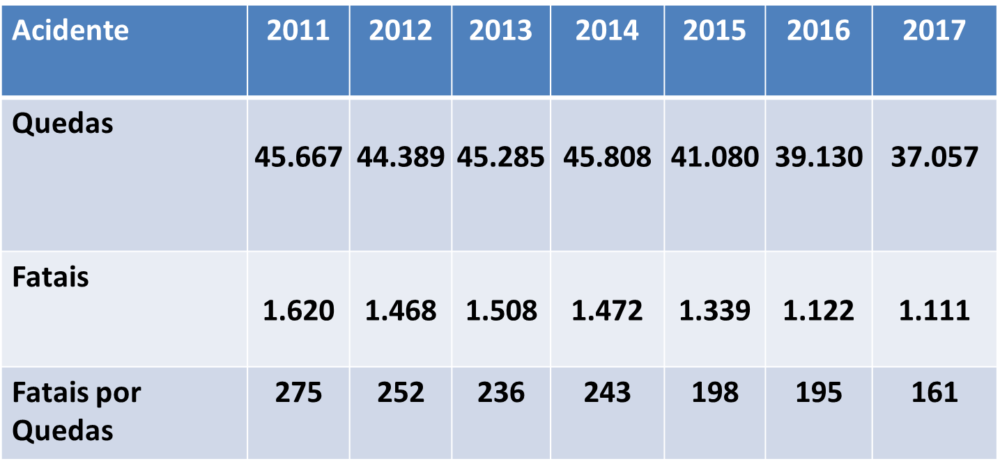 Acidente 2011 2012 2013 2014 2015 2016 2017
Quedas
45.667 44.389 45.285 45.808 41.080 39.130 37.057
Fatais
1.620 1.468 1.508 1.472 1.339 1.122 1.111
Fatais por 275 252 236 243 198 195 161
Quedas